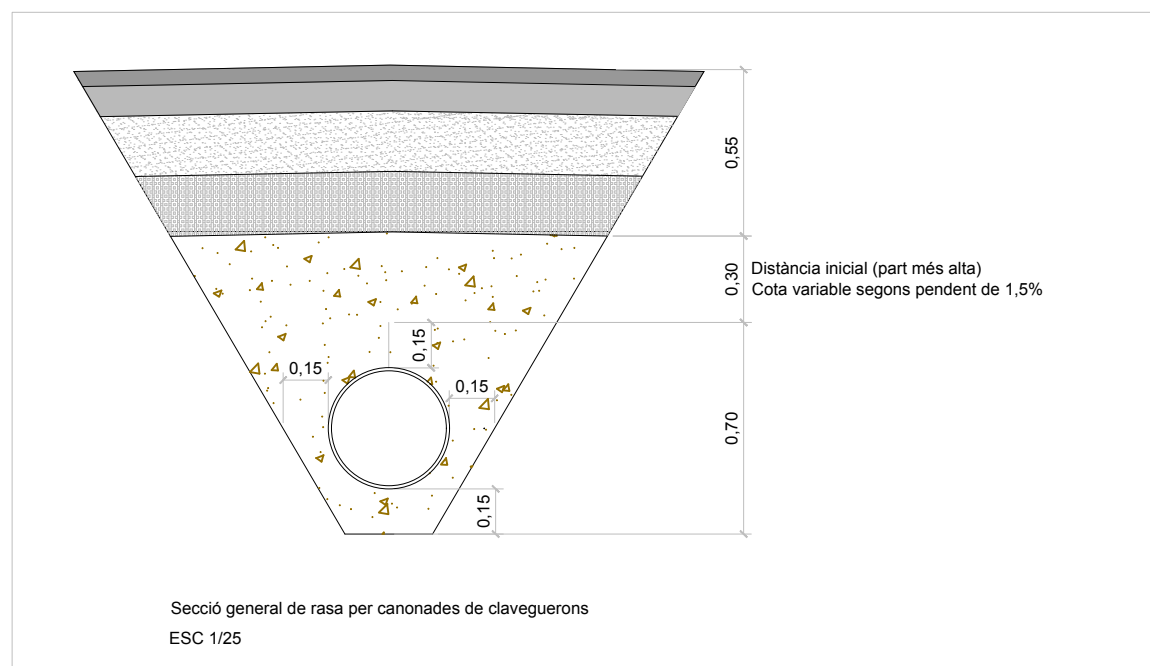 0,55
0,30
Distància inicial (part més alta)
Cota variable segons pendent de 1,5%
0,15
0,15
0,15
0,70
0,15
Secció general de rasa per canonades de claveguerons
ESC 1/25